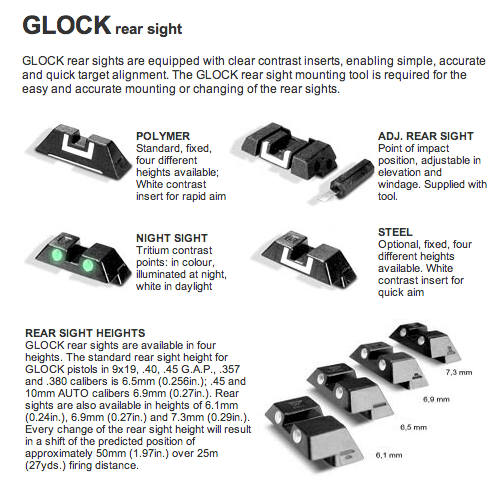 GLOCK rear sight
GLOCK rear sights are equipped with clear contrast inserts, enabling simple, accurate
and quick target alignment. The GLOCK rear sight mounting tool is required for the
easy and accurate mounting or changing of the rear sights.
POLYMER
Standard, fixed,
four different
heights available;
White contrast
insert for rapid aim
ADJ. REAR SIGHT
Point of impact
position, adjustable in
elevation and
windage. Supplied with
tool.
NIGHT SIGHT
Tritium contrast
points: in colour,
illuminated at night,
white in daylight
STEEL
Optional, fixed, four
different heights
available. White
contrast insert for
quick aim
REAR SIGHT HEIGHTS
GLOCK rear sights are available in four
heights. The standard rear sight height for
GLOCK pistols in 9x19, .40, .45 G.A.P., .357
and .380 calibers is 6.5mm (0.256in.); .45 and
10mm AUTO calibers 6.9mm (0.27in.). Rear
sights are also available in heights of 6.1mm
(0.24in.), 6.9mm (0.27in.) and 7.3mm (0.29in.).
Every change of the rear sight height will result
in a shift of the predicted position of
approximately 50mm (1.97in.) over 25m
(27yds.) firing distance.
7,3 mm
6,9 mm
6,5 mm
6,1 mm